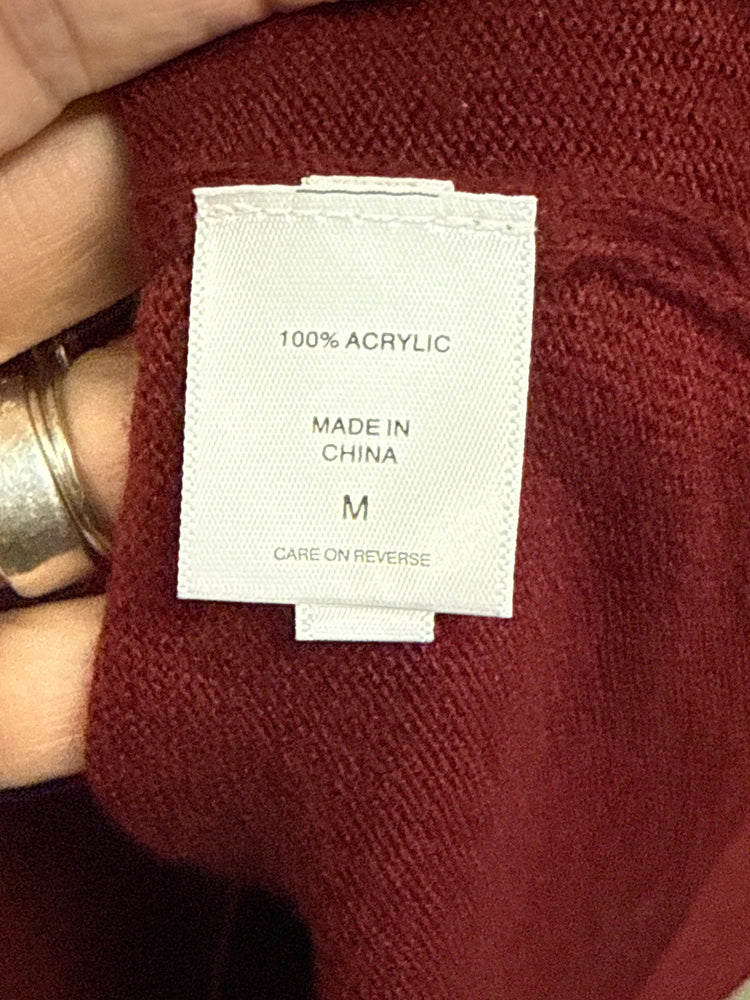 100% ACRYLIC
MADE IN
CHINA
M
CARE ON REVERSE